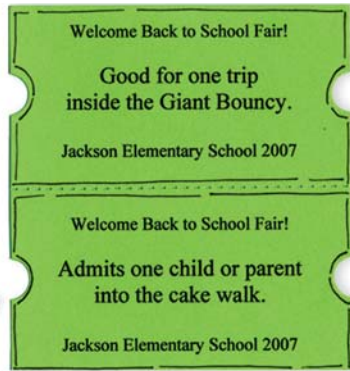 Welcome Back to School Fair!
Good for one trip
inside the Giant Bouncy.
Jackson Elementary School 2007
Welcome Back to School Fair!
Admits one child or parent
into the cake walk.
Jackson Elementary School 2007